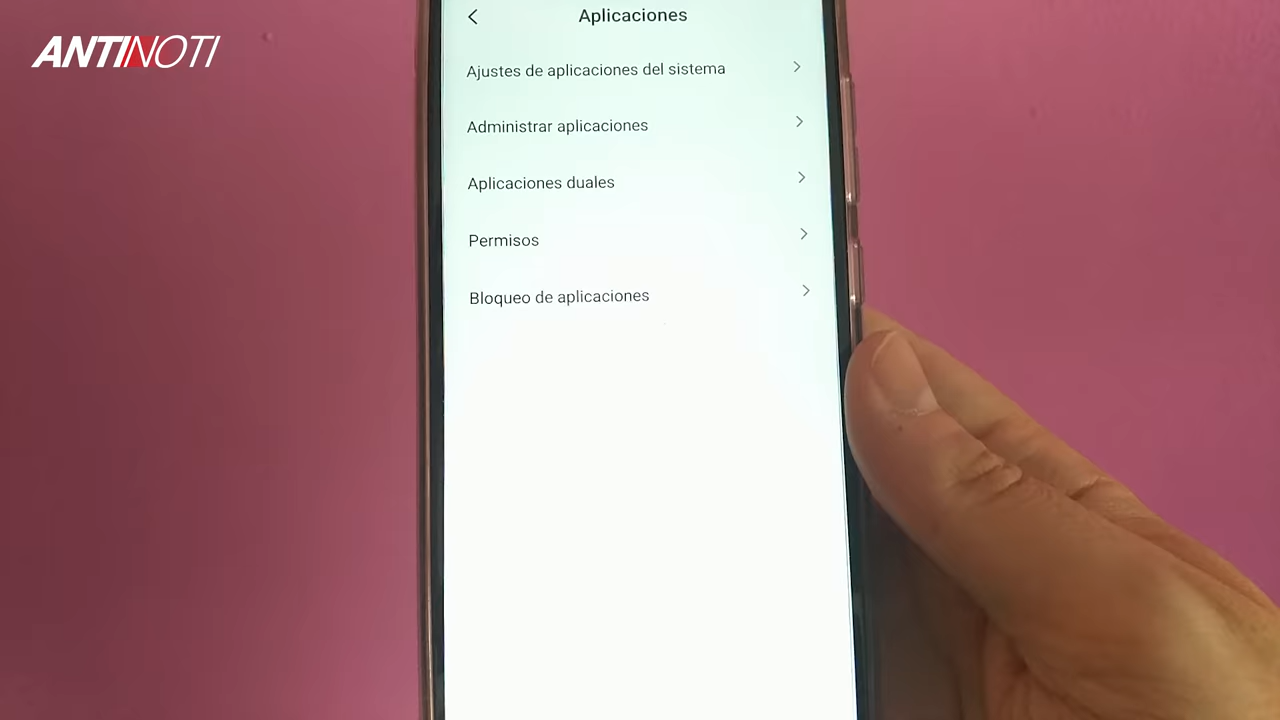 ANTINOTI
Aplicaciones
Ajustes de aplicaciones del sistema
Administrar aplicaciones
Aplicaciones duales
Permisos
Bloqueo de aplicaciones